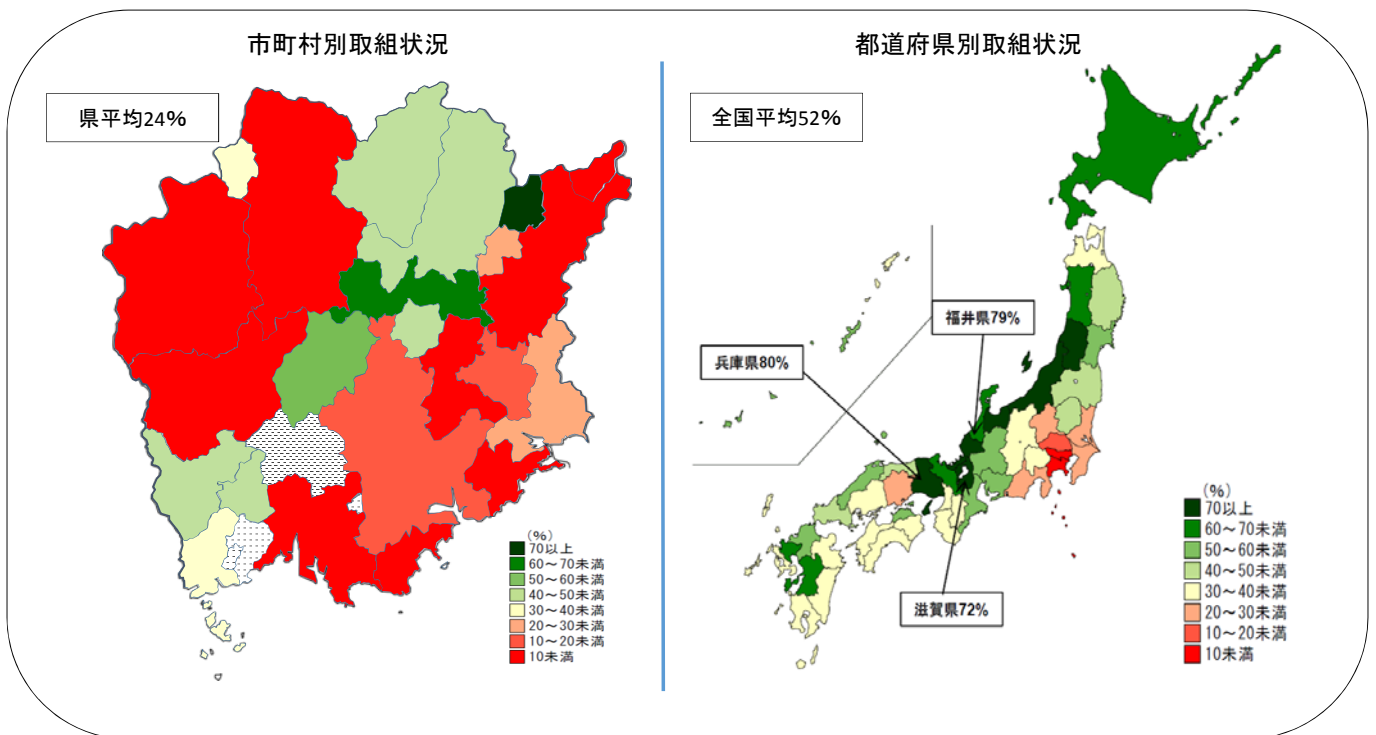 市町村別取組状況
県平均24%
(%)
70以上
60～70未満
50～60未満
40～50未満
30～40未満
20～30未満
10～20未満
10未満
都道府県別取組状況
全国平均52%
福井県79%
兵庫県80%
滋賀県72%
(%)
70以上
60～70未満
50～60未満
40～50未満
30～40未満
20～30未満
10～20未満
10未満